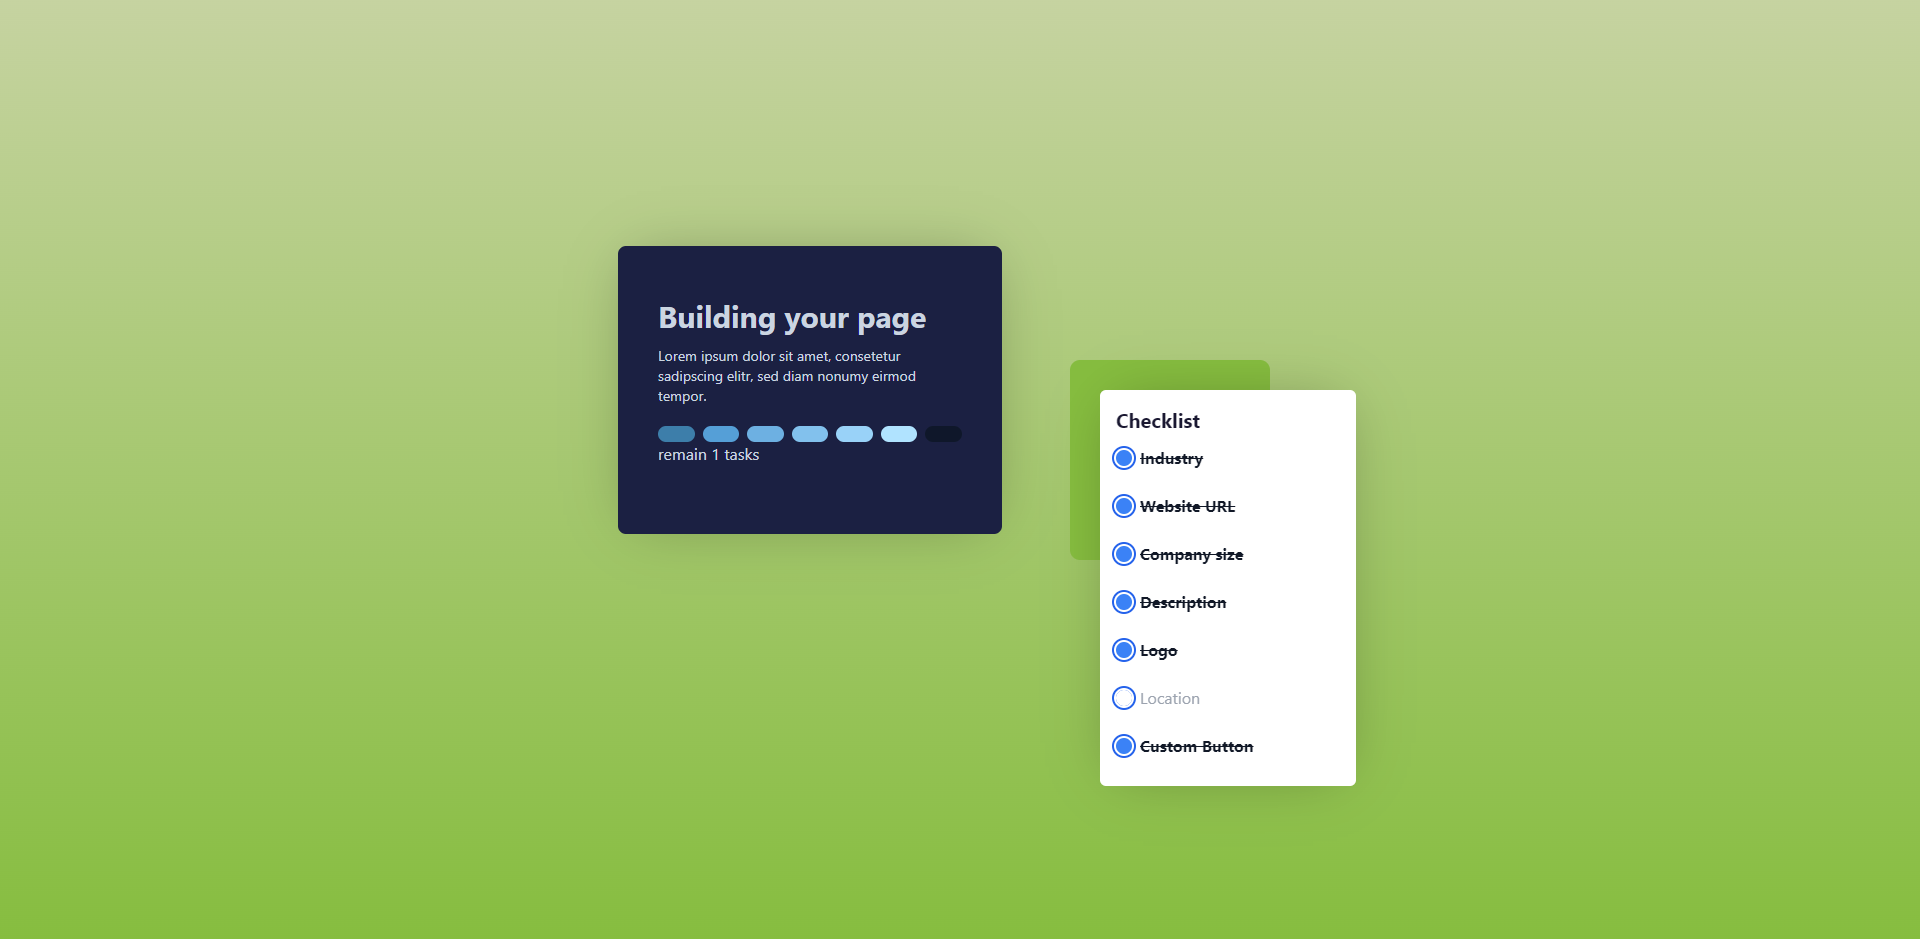 Building your page
Lorem ipsum dolor sit amet, consetetur
sadipscing elitr, sed diam nonumy eirmod
tempor.
remain 1 tasks
Checklist
Industry
Website URL
Company size
Description
Logo
Location
Custom Button